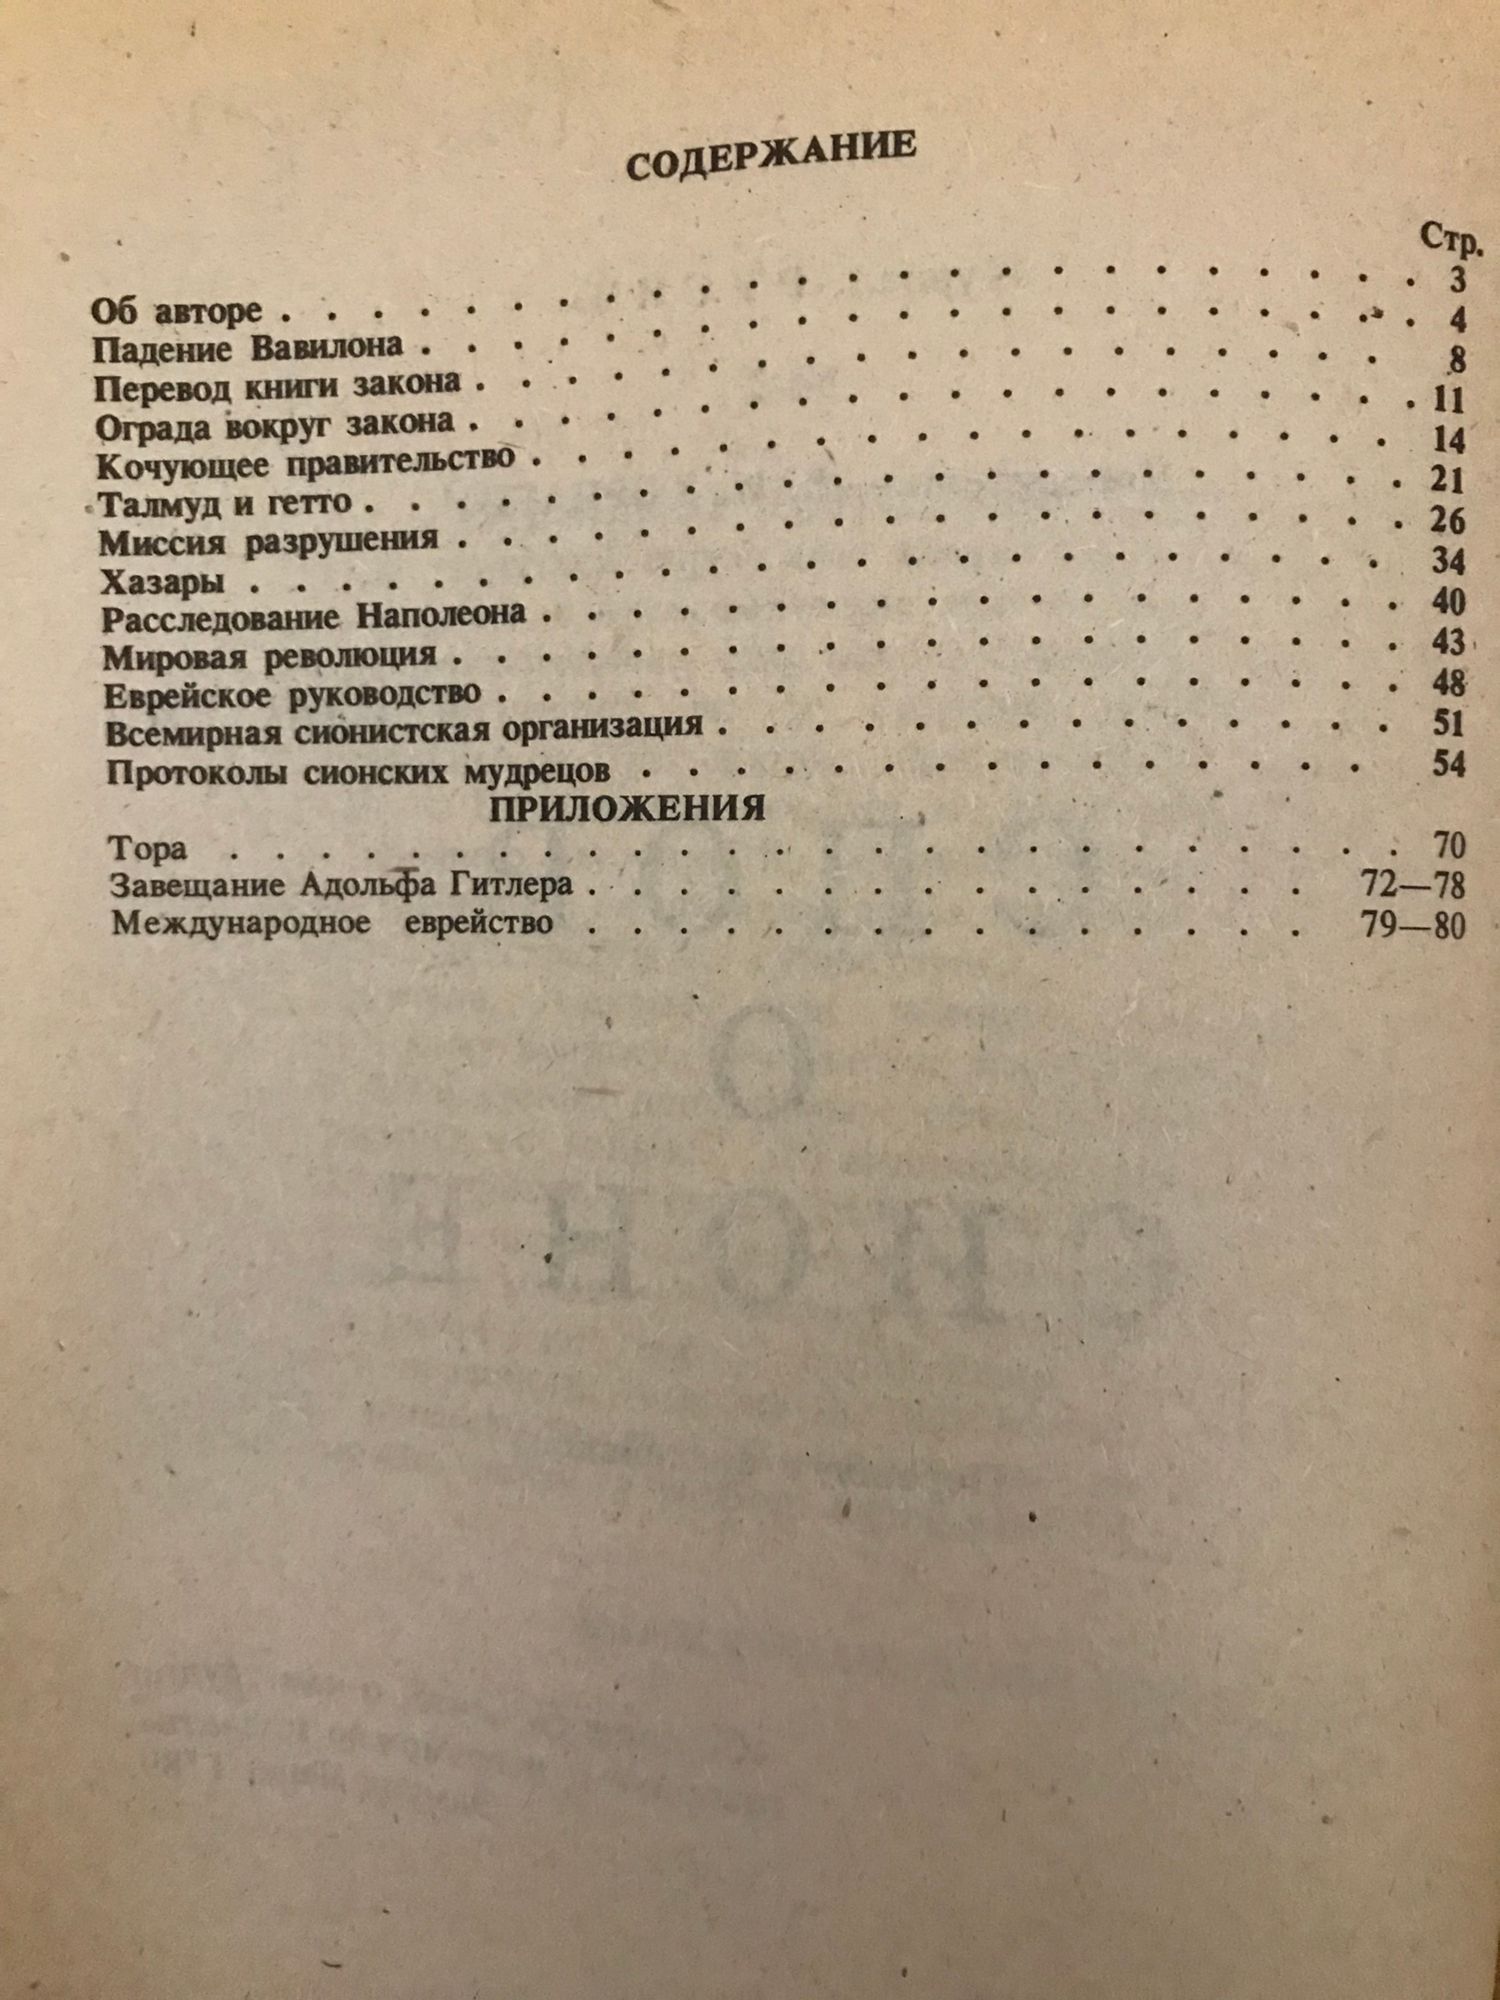 СОДЕРЖАНИЕ
Стр.
Об авторе . . . . . . . . . . . . . . . . . . . . . . . . 3
Падение Вавилона . . . . . . . . . . . . . . . . . . . . . 4
Перевод книги закона . . . . . . . . . . . . . . . . . . . 8
Ограда вокруг закона . . . . . . . . . . . . . . . . . . . 11
Кочующее правительство . . . . . . . . . . . . . . . . . . 14
Талмуд и гетто . . . . . . . . . . . . . . . . . . . . . . 21
Миссия разрушения . . . . . . . . . . . . . . . . . . . . 26
Хазары . . . . . . . . . . . . . . . . . . . . . . . . . 34
Расследование Наполеона . . . . . . . . . . . . . . . . . 40
Мировая революция . . . . . . . . . . . . . . . . . . . . 43
Еврейское руководство . . . . . . . . . . . . . . . . . . 48
Всемирная сионистская организация . . . . . . . . . . . . . 51
Протоколы сионских мудрецов . . . . . . . . . . . . . . . 54
ПРИЛОЖЕНИЯ
Тора . . . . . . . . . . . . . . . . . . . . . . . . . 70
Завещание Адольфа Гитлера . . . . . . . . . . . . . . . 72—78
Международное еврейство . . . . . . . . . . . . . . . 79—80